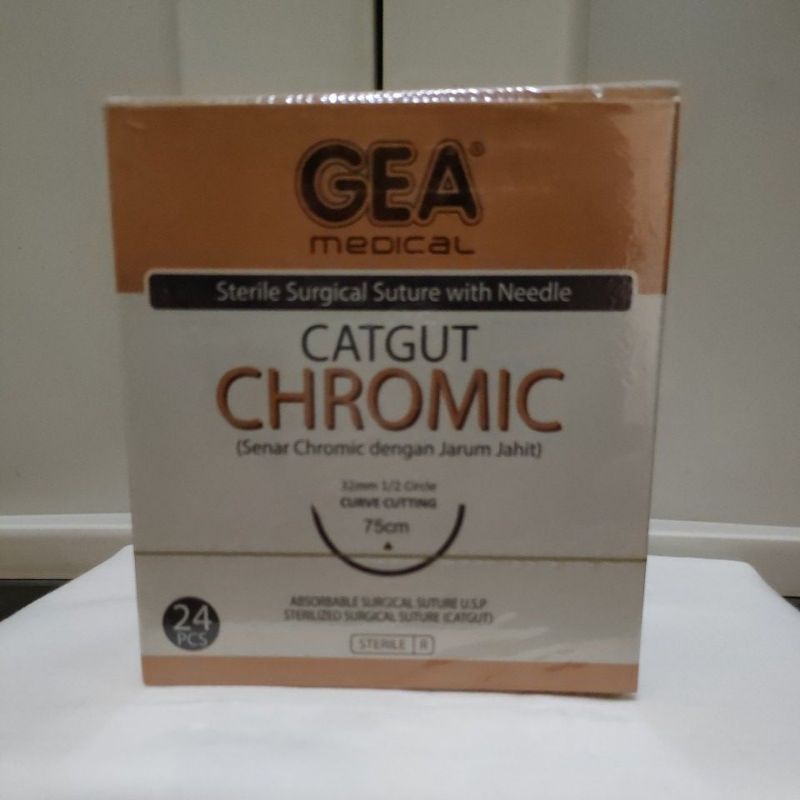 GEA®
MEDICAL
Sterile Surgical Suture with Needle
CATGUT
CHROMIC
(Senar Chromic dengan Jarum Jahit)
32mm 1/2 Circle
CURVE CUTTING
75cm
ABSORBABLE SURGICAL SUTURE U.S.P
STERILIZED SURGICAL SUTURE (CATGUT)
24
PCS
STERILE R